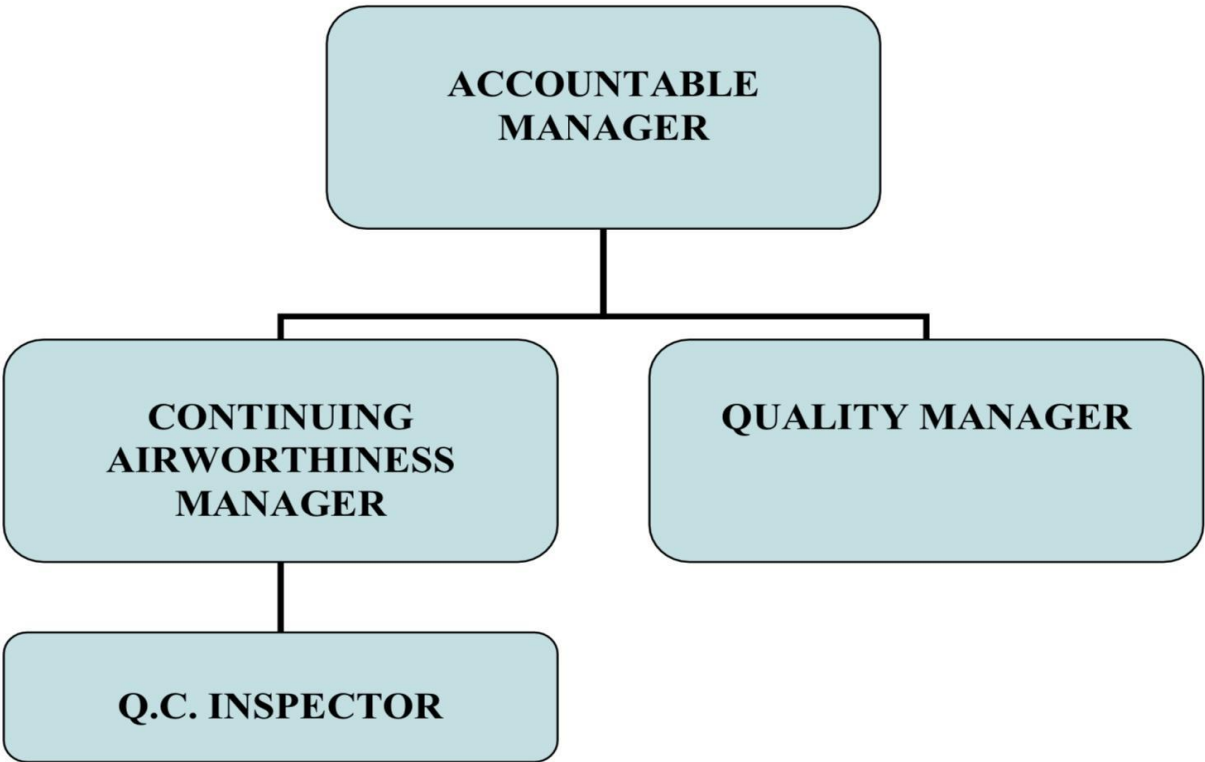 ACCOUNTABLE
MANAGER
CONTINUING
AIRWORTHINESS
MANAGER
QUALITY MANAGER
Q.C. INSPECTOR